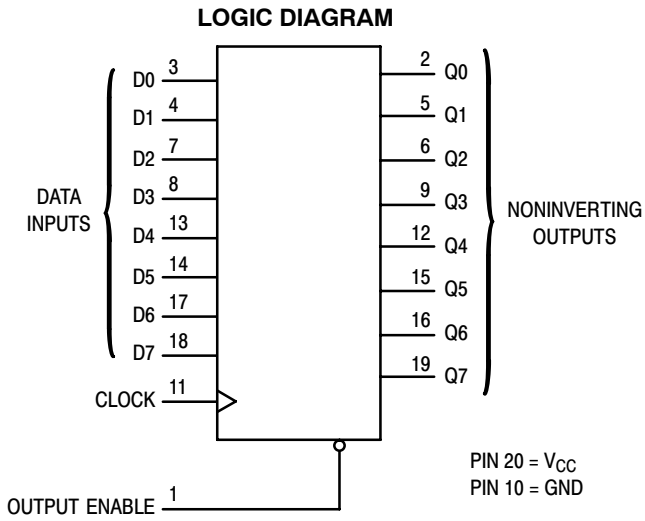 LOGIC DIAGRAM
DATA
INPUTS
D0 3
D1 4
D2 7
D3 8
D4 13
D5 14
D6 17
D7 18
CLOCK 11
OUTPUT ENABLE 1
2 Q0
5 Q1
6 Q2
9 Q3
12 Q4
15 Q5
16 Q6
19 Q7
NONINVERTING
OUTPUTS
PIN 20 = VCC
PIN 10 = GND